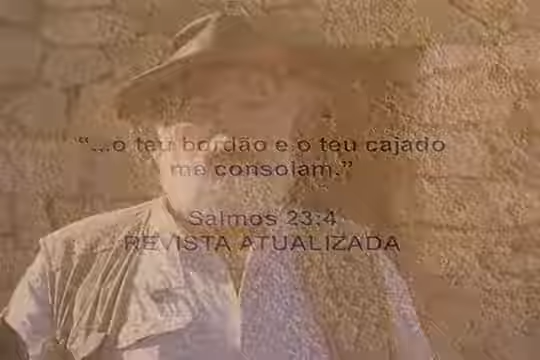 “...o teu bordão e o teu cajado
me consolam.”
Salmos 23:4
REVISTA ATUALIZADA